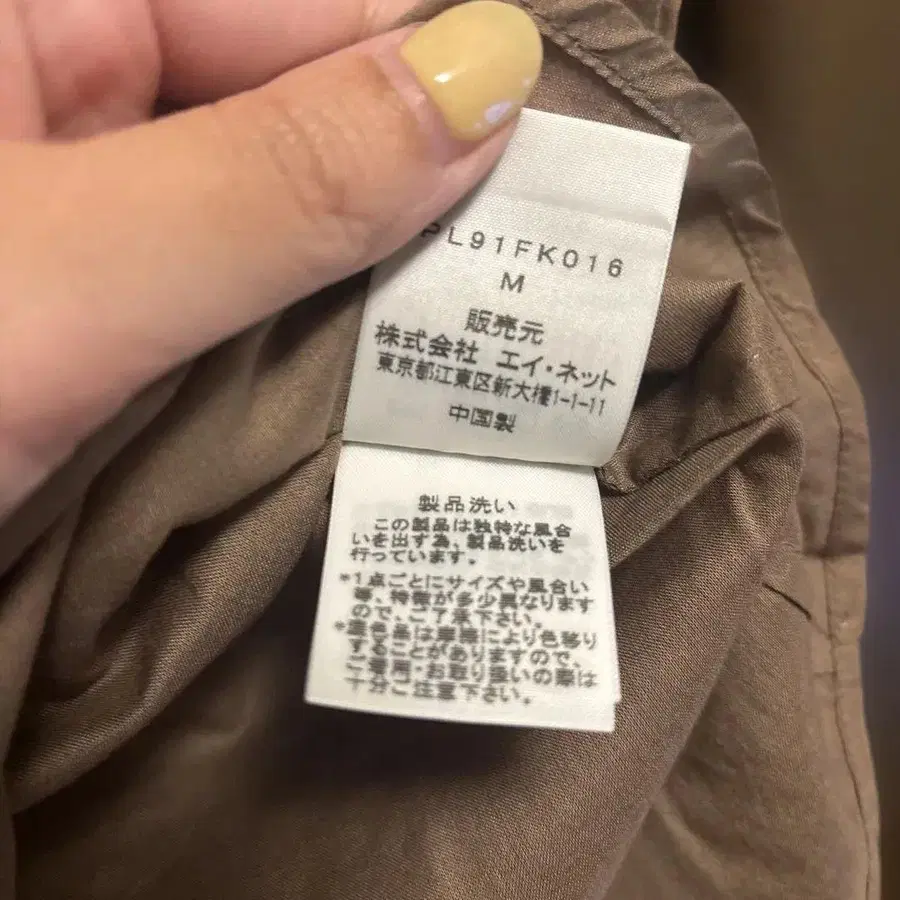 PL91FK016
M
販売元
株式会社 エイ・ネット
東京都江東区新大橋1-1-11
中国製
製品洗い
この製品は独特な風合
いを出す為、製品洗いを
行っています。
*1点ごとにサイズや風合い
等、特徴が多少異なります
ので、ご了承下さい。
*濃色品は摩擦により色移り
することがありますので、
ご着用・お取り扱いの際は
十分ご注意下さい。